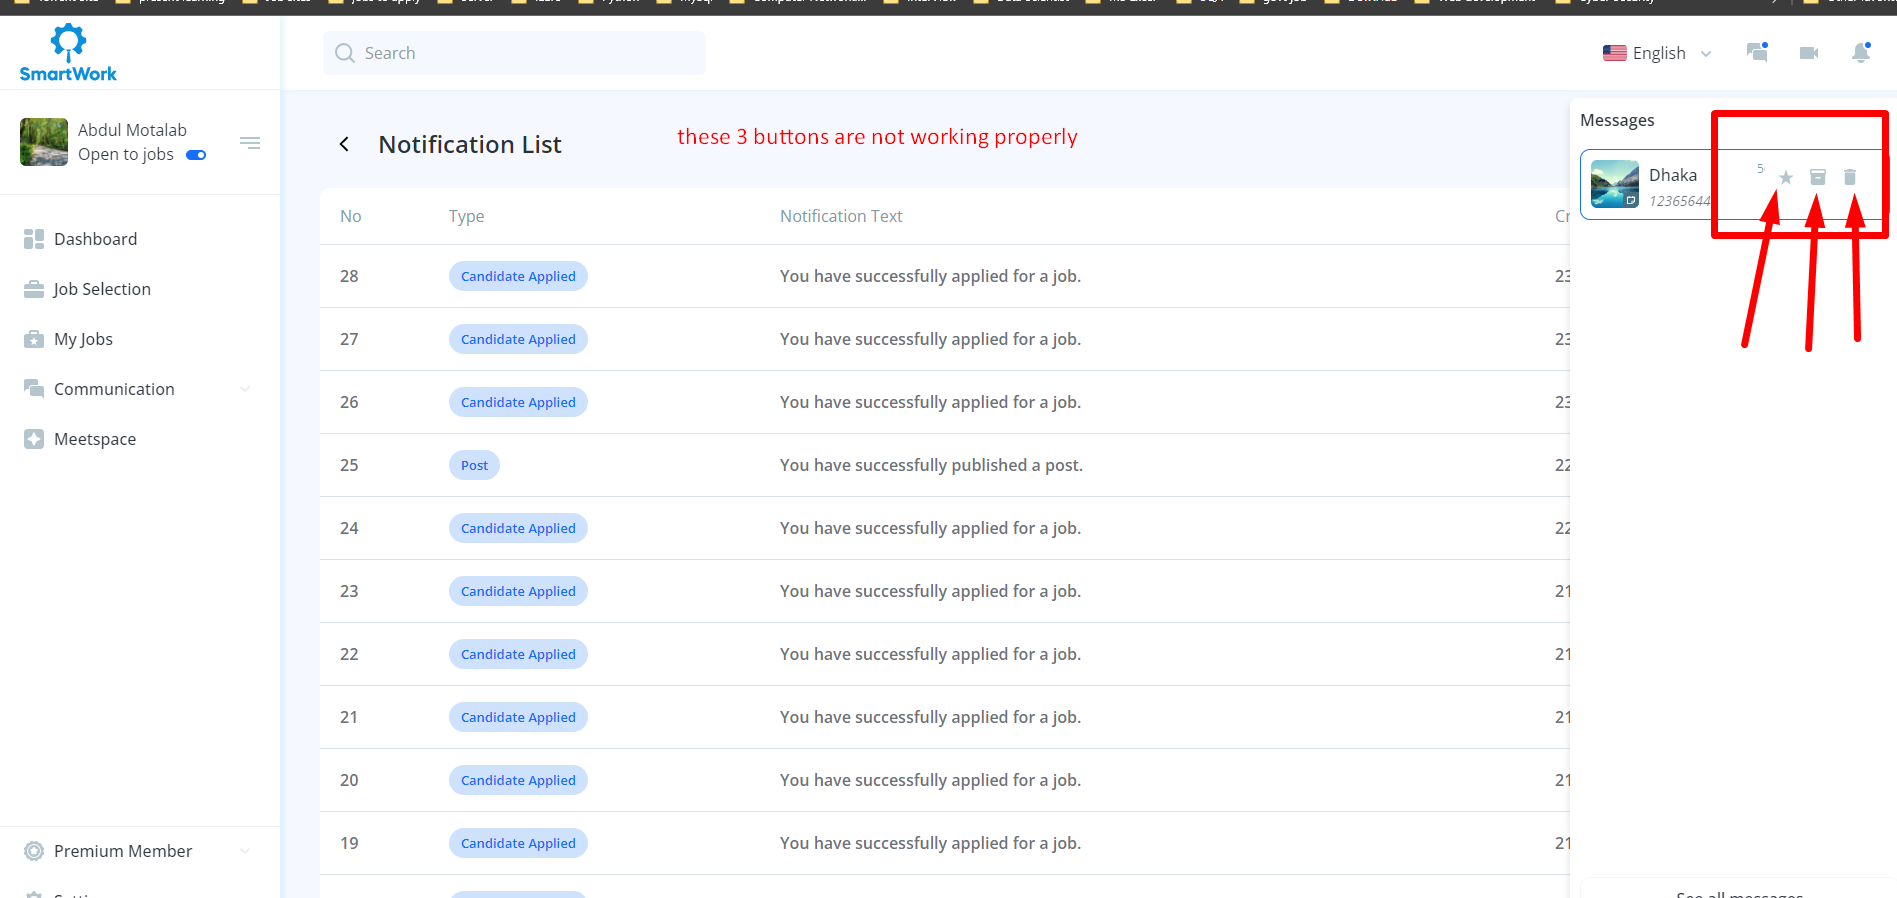 SmartWork
Search
English
Abdul Motalab
Open to jobs
Notification List
these 3 buttons are not working properly
Messages
Dhaka
12365644
No Type Notification Text
28 Candidate Applied You have successfully applied for a job. 23
27 Candidate Applied You have successfully applied for a job. 23
26 Candidate Applied You have successfully applied for a job. 23
25 Post You have successfully published a post. 22
24 Candidate Applied You have successfully applied for a job. 22
23 Candidate Applied You have successfully applied for a job. 21
22 Candidate Applied You have successfully applied for a job. 21
21 Candidate Applied You have successfully applied for a job. 21
20 Candidate Applied You have successfully applied for a job. 21
19 Candidate Applied You have successfully applied for a job. 21
Dashboard
Job Selection
My Jobs
Communication
Meetspace
Premium Member
See all messages